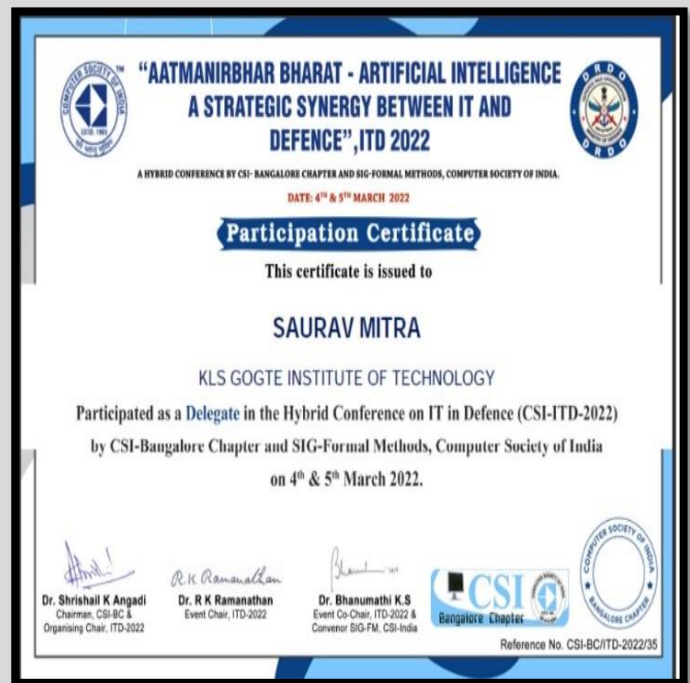 COMPUTER SOCIETY OF INDIA
TM
ESTD. 1965
"AATMANIRBHAR BHARAT - ARTIFICIAL INTELLIGENCE
A STRATEGIC SYNERGY BETWEEN IT AND
DEFENCE",ITD 2022
DRDO
DRDO
A HYBRID CONFERENCE BY CSI- BANGALORE CHAPTER AND SIG-FORMAL METHODS, COMPUTER SOCIETY OF INDIA.
DATE: 4TH & 5TH MARCH 2022
Participation Certificate
This certificate is issued to
SAURAV MITRA
KLS GOGTE INSTITUTE OF TECHNOLOGY
Participated as a Delegate in the Hybrid Conference on IT in Defence (CSI-ITD-2022)
by CSI-Bangalore Chapter and SIG-Formal Methods, Computer Society of India
on 4th & 5th March 2022.
R.K. Ramanathan
Dr. Shrishail K Angadi
Chairman, CSI-BC &
Organising Chair, ITD-2022
Dr. R K Ramanathan
Event Chair, ITD-2022
Dr. Bhanumathi K.S
Event Co-Chair, ITD-2022 &
Convenor SIG-FM, CSI-India
CSI
Bangalore Chapter
COMPUTER SOCIETY OF INDIA
BANGALORE CHAPTER
Reference No. CSI-BC/ITD-2022/35